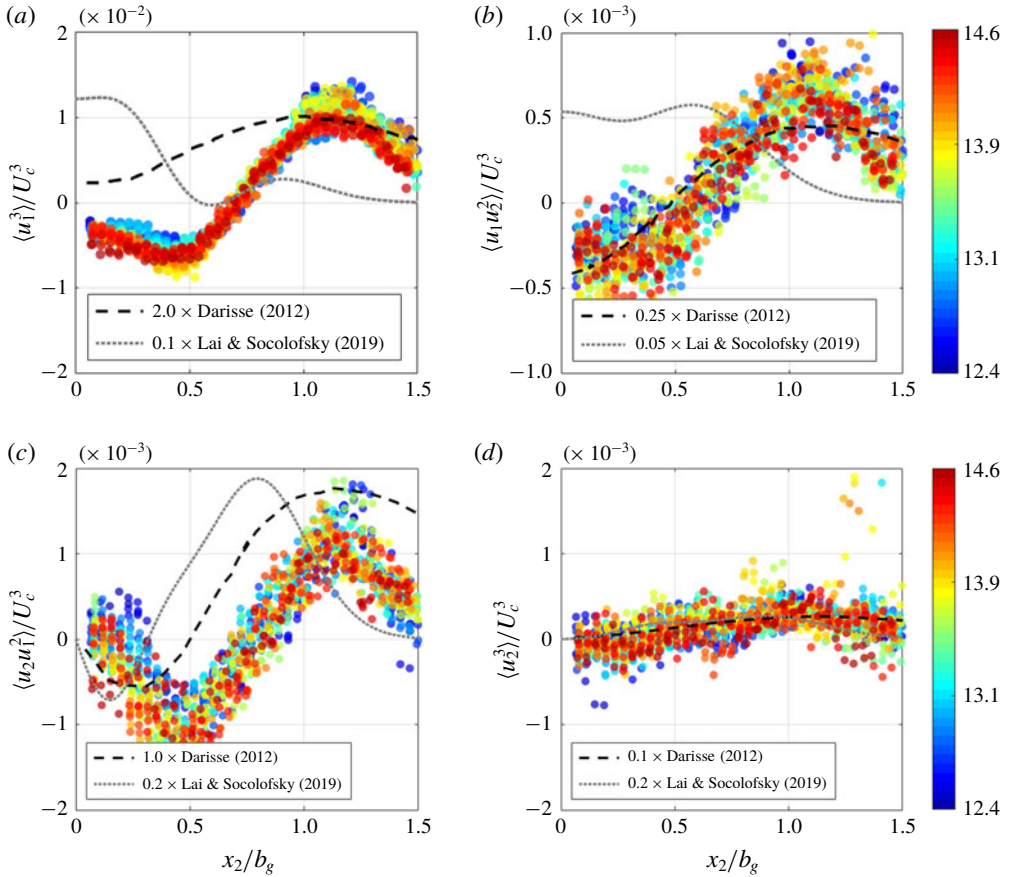 (a) (× 10⁻²)
2
1
0
−1
−2
⟨u₁³⟩/U_c³
2.0 × Darisse (2012)
0.1 × Lai & Socolofsky (2019)
0 0.5 1.0 1.5
(b) (× 10⁻³)
1.0
0.5
0
−0.5
−1.0
⟨u₁u₂²⟩/U_c³
0.25 × Darisse (2012)
0.05 × Lai & Socolofsky (2019)
0 0.5 1.0 1.5
14.6
13.9
13.1
12.4
(c) (× 10⁻³)
2
1
0
−1
−2
⟨u₂u₁²⟩/U_c³
1.0 × Darisse (2012)
0.2 × Lai & Socolofsky (2019)
0 0.5 1.0 1.5
x₂/b_g
(d) (× 10⁻³)
2
1
0
−1
−2
⟨u₂³⟩/U_c³
0.1 × Darisse (2012)
0.2 × Lai & Socolofsky (2019)
0 0.5 1.0 1.5
x₂/b_g
14.6
13.9
13.1
12.4